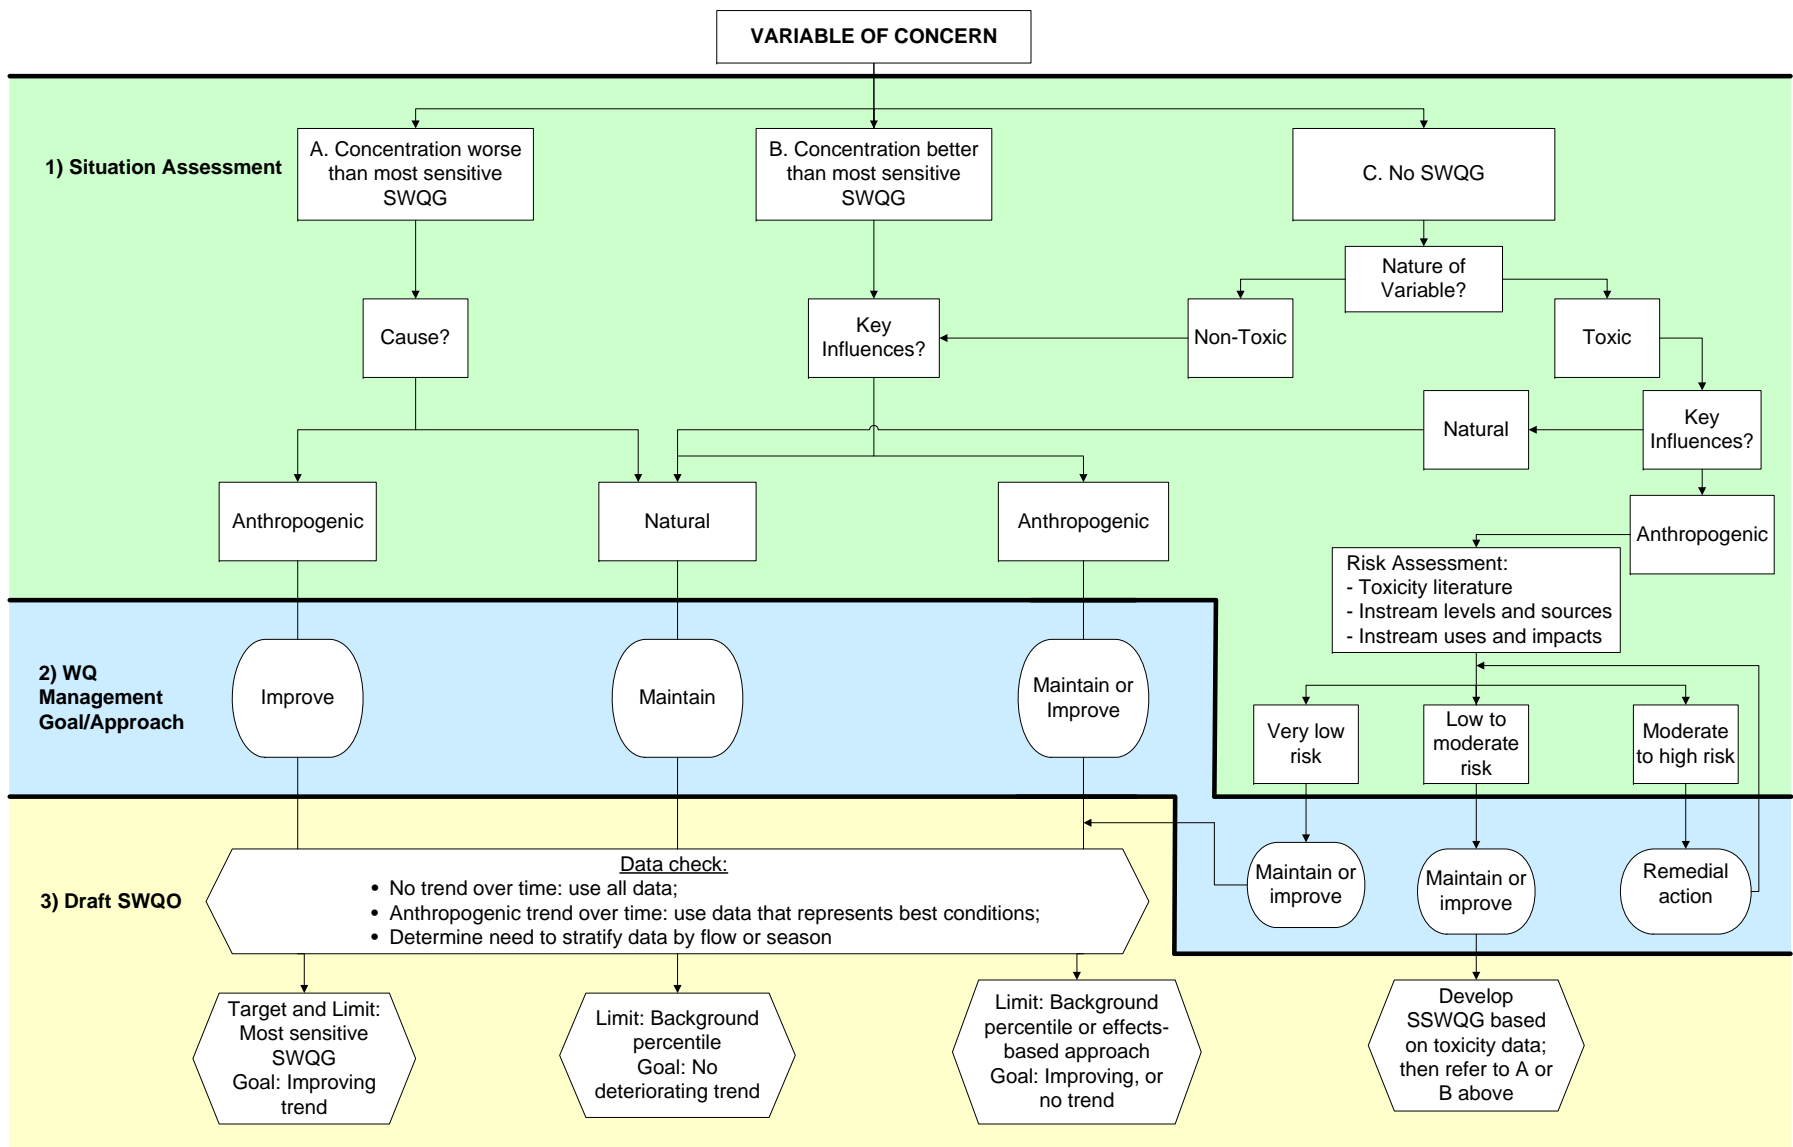 VARIABLE OF CONCERN
1) Situation Assessment
A. Concentration worse
than most sensitive
SWQG
B. Concentration better
than most sensitive
SWQG
C. No SWQG
Nature of
Variable?
Cause?
Key
Influences?
Non-Toxic
Toxic
Natural
Key
Influences?
Anthropogenic
Natural
Anthropogenic
Anthropogenic
Risk Assessment:
- Toxicity literature
- Instream levels and sources
- Instream uses and impacts
2) WQ
Management
Goal/Approach
Improve
Maintain
Maintain or
Improve
Very low
risk
Low to
moderate
risk
Moderate
to high risk
Maintain or
improve
Maintain or
improve
Remedial
action
3) Draft SWQO
Data check:
• No trend over time: use all data;
• Anthropogenic trend over time: use data that represents best conditions;
• Determine need to stratify data by flow or season
Target and Limit:
Most sensitive
SWQG
Goal: Improving
trend
Limit: Background
percentile
Goal: No
deteriorating trend
Limit: Background
percentile or effects-
based approach
Goal: Improving, or
no trend
Develop
SSWQG based
on toxicity data;
then refer to A or
B above